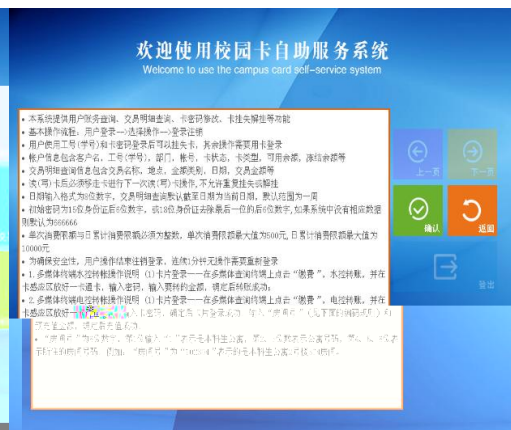 欢迎使用校园卡自助服务系统
Welcome to use the campus card self-service system
• 本系统提供用户账务查询、交易明细查询、卡密码修改、卡挂失解挂等功能
• 基本操作流程: 用户登录—>选择操作—>登录注销
• 用户使用工号(学号)和卡密码登录后可以挂失卡, 其余操作需要用卡登录
• 帐户信息包含客户名, 工号(学号), 部门, 帐号, 卡状态, 卡类型, 可用余额, 冻结余额等
• 交易明细查询信息包含交易名称, 地点, 金额类别, 日期, 交易金额等
• 读(写)卡后必须移走卡进行下一次读(写)卡操作, 不允许重复挂失或解挂
• 日期输入格式为8位数字, 交易明细查询默认截至日期为当前日期, 默认范围为一周
• 初始密码为15位身份证后6位数字, 或18位身份证去除最后一位的后6位数字, 如果系统中没有相应数据
则默认为666666
• 单次消费限额与日累计消费限额必须为整数, 单次消费限额最大值为500元, 日累计消费限额最大值为
10000元
• 为确保安全性, 用户操作结束注销登录, 连续1分钟无操作需要重新登录
• 1. 多媒体终端水控转帐操作说明 (1)卡片登录——在多媒体查询终端上点击“缴费”, 水控转账, 并在
卡感应区放好一卡通卡, 输入密码, 输入要转的金额, 确定后转账成功;
• 2. 多媒体终端电控转帐操作说明 (1)卡片登录——在多媒体查询终端上点击“缴费”, 电控转账, 并在
卡感应区放好一
上一页
下一页
确认
返回
登出